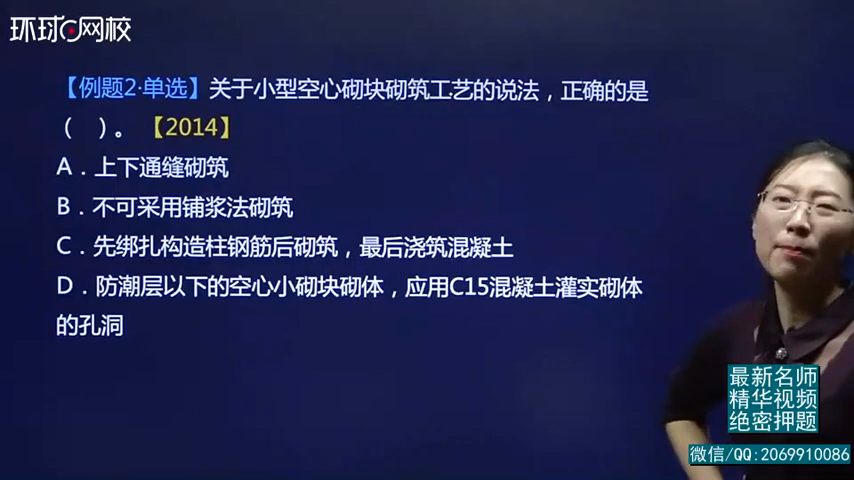 环球网校
【例题2·单选】关于小型空心砌块砌筑工艺的说法，正确的是
（　）。【2014】
A．上下通缝砌筑
B．不可采用铺浆法砌筑
C．先绑扎构造柱钢筋后砌筑，最后浇筑混凝土
D．防潮层以下的空心小砌块砌体，应用C15混凝土灌实砌体
的孔洞
最新名师
精华视频
绝密押题
微信/QQ:2069910086